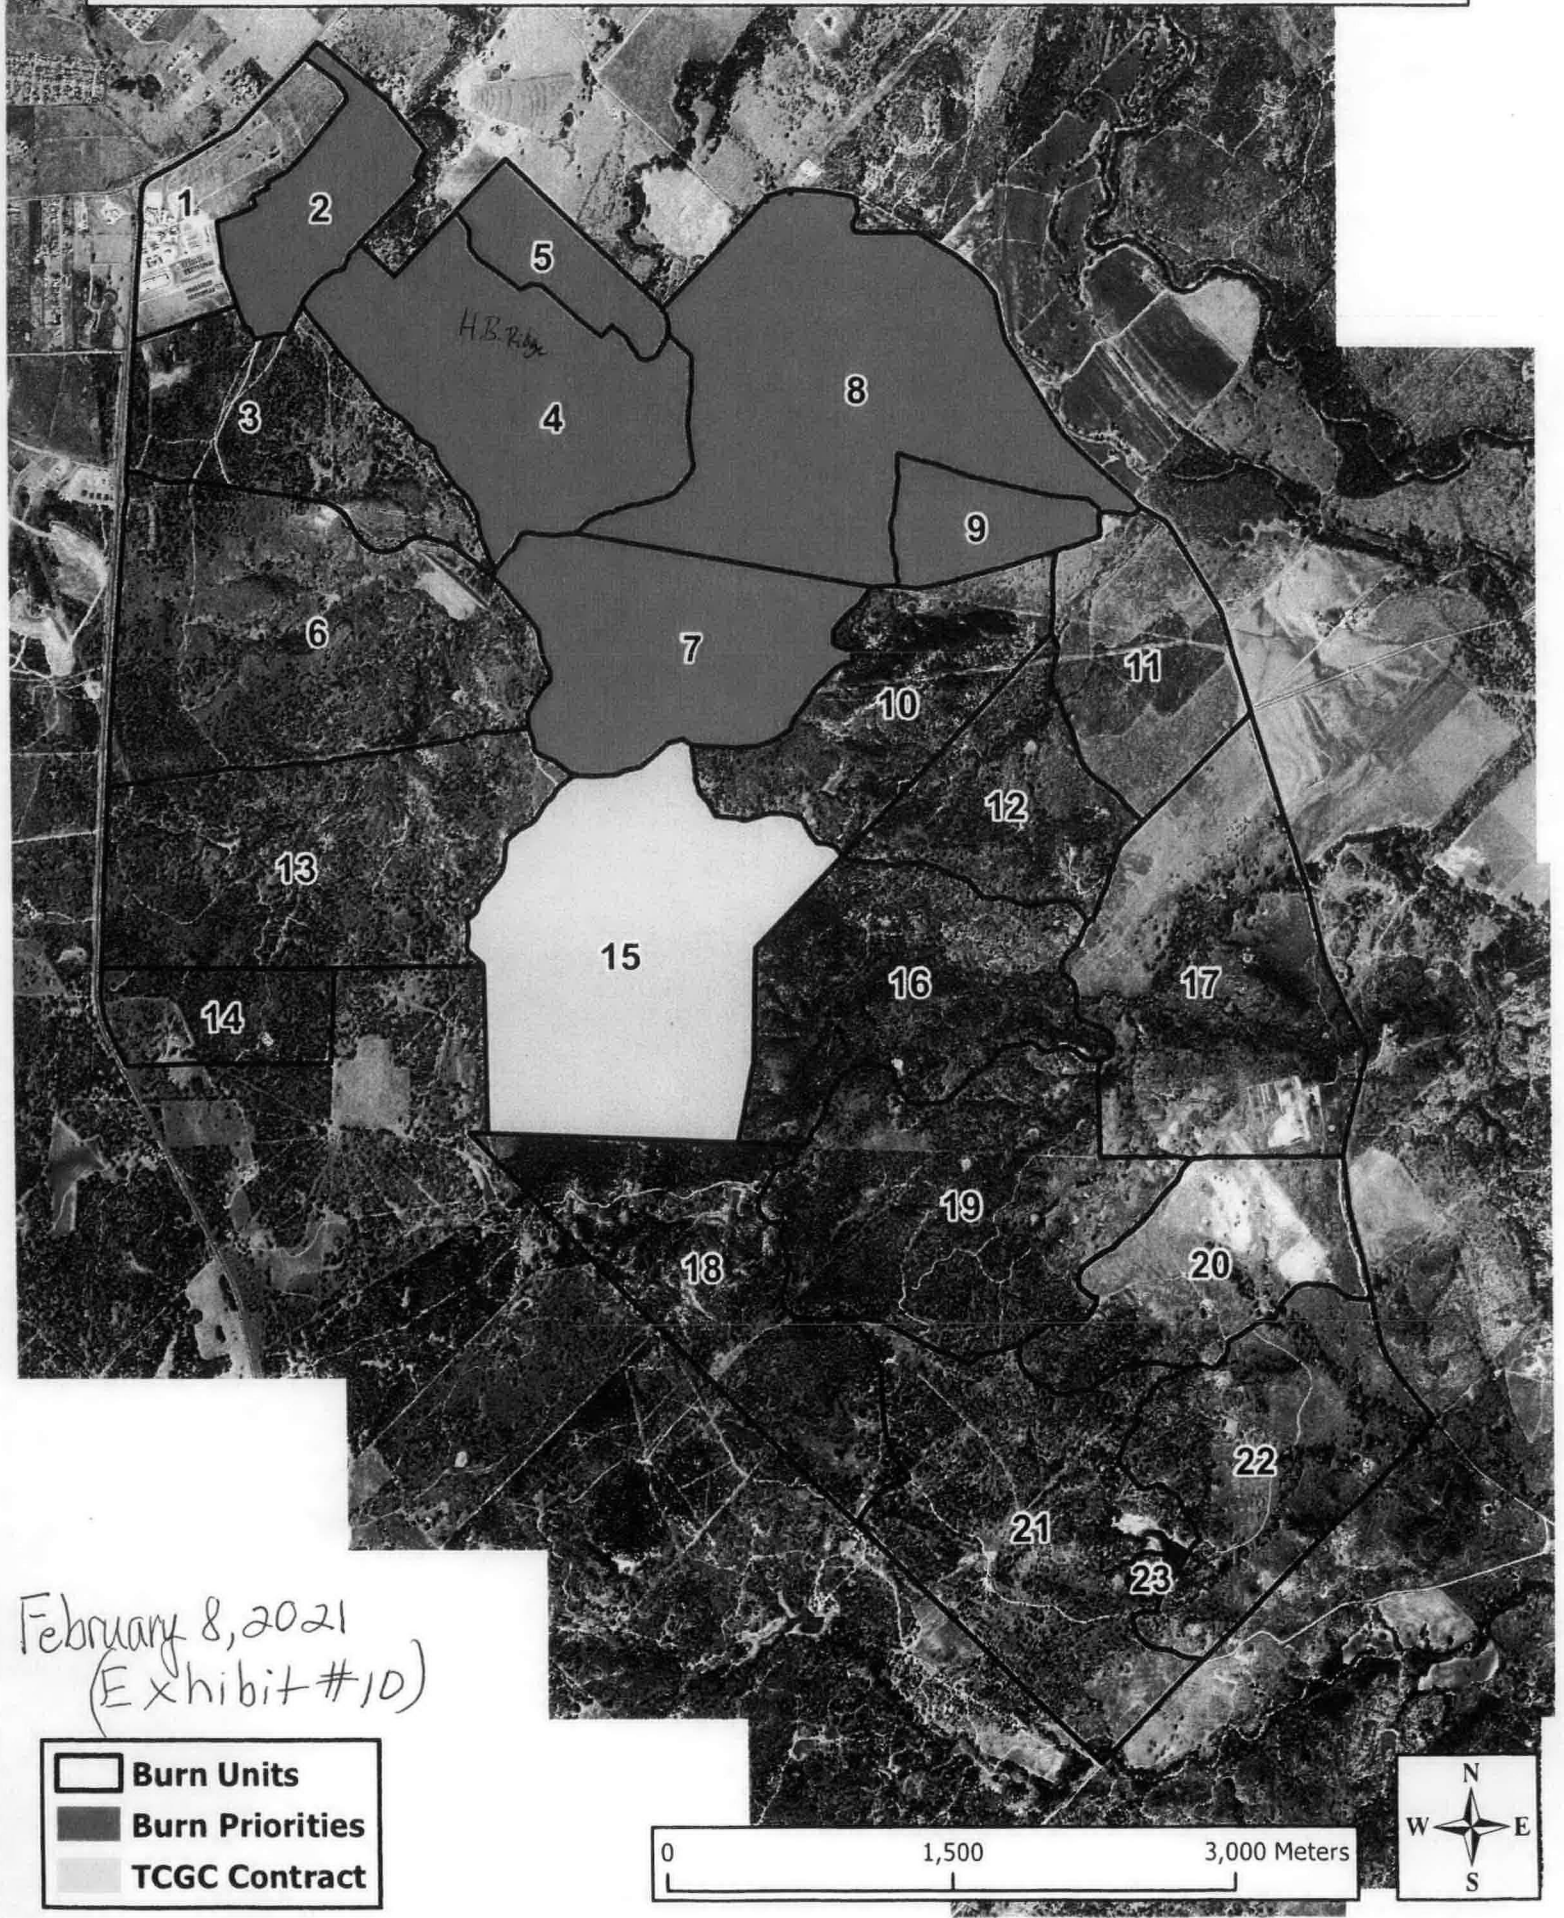 1
2
5
H.B. Ridge
8
3
4
9
6
7
11
10
12
13
15
16
17
14
19
18
20
22
21
23
February 8, 2021
(Exhibit #10)
Burn Units
Burn Priorities
TCGC Contract
0 1,500 3,000 Meters
N
W E
S